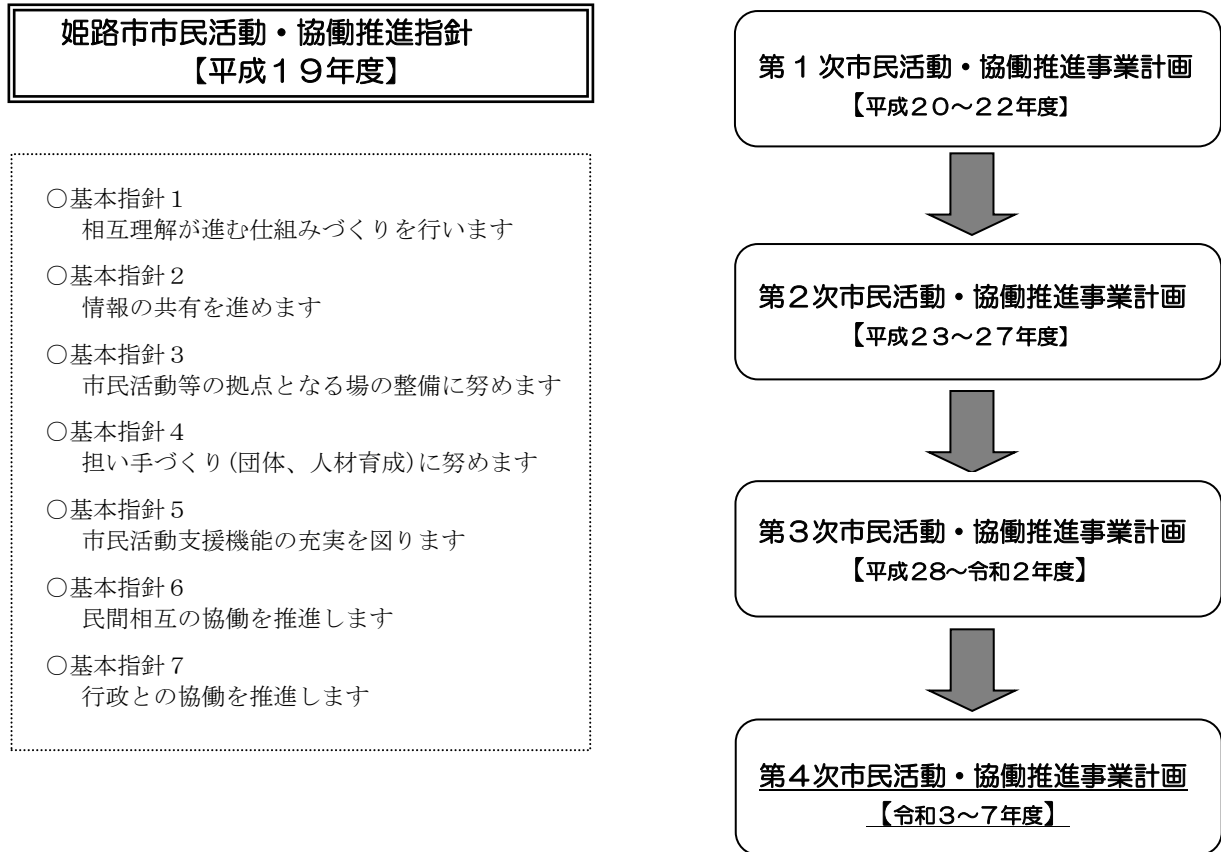 姫路市市民活動・協働推進指針
【平成19年度】
○基本指針1
相互理解が進む仕組みづくりを行います
○基本指針2
情報の共有を進めます
○基本指針3
市民活動等の拠点となる場の整備に努めます
○基本指針4
担い手づくり(団体、人材育成)に努めます
○基本指針5
市民活動支援機能の充実を図ります
○基本指針6
民間相互の協働を推進します
○基本指針7
行政との協働を推進します
第1次市民活動・協働推進事業計画
【平成20~22年度】
第2次市民活動・協働推進事業計画
【平成23~27年度】
第3次市民活動・協働推進事業計画
【平成28~令和2年度】
第4次市民活動・協働推進事業計画
【令和3~7年度】